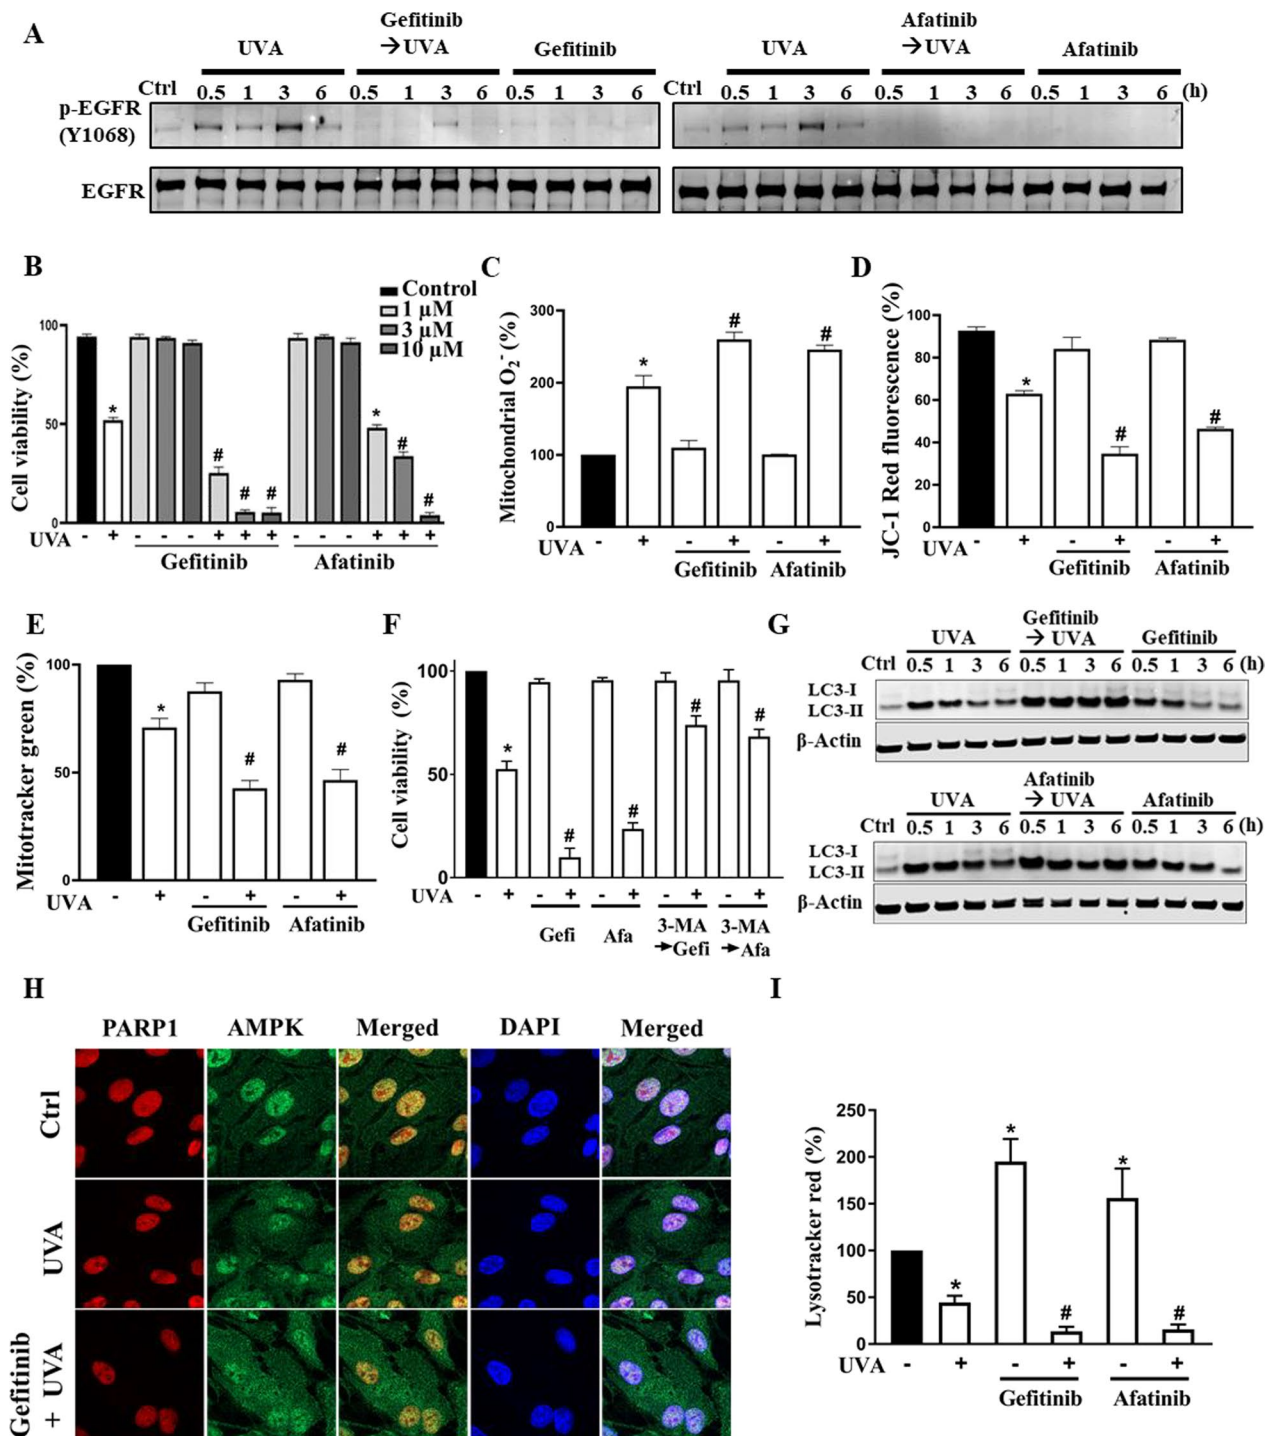 A
UVA
Gefitinib
→UVA
Gefitinib
UVA
Afatinib
→UVA
Afatinib
Ctrl 0.5 1 3 6 0.5 1 3 6 0.5 1 3 6
Ctrl 0.5 1 3 6 0.5 1 3 6 0.5 1 3 6 (h)
p-EGFR
(Y1068)
EGFR
B
Control
1 µM
3 µM
10 µM
Cell viability (%)
100
50
0
* # # # * # #
UVA - + - - - + + + - - - + + +
Gefitinib Afatinib
C
Mitochondrial O2- (%)
300
200
100
0
* # #
UVA - + - + - +
Gefitinib Afatinib
D
JC-1 Red fluorescence (%)
100
80
60
40
20
0
* # #
UVA - + - + - +
Gefitinib Afatinib
E
Mitotracker green (%)
100
50
0
* # #
UVA - + - + - +
Gefitinib Afatinib
F
Cell viability (%)
100
50
0
* # # # #
UVA - + - + - + - + - +
Gefi Afa 3-MA 3-MA
→Gefi →Afa
G
UVA
Gefitinib
→ UVA
Gefitinib
Ctrl 0.5 1 3 6 0.5 1 3 6 0.5 1 3 6 (h)
LC3-I
LC3-II
β-Actin
UVA
Afatinib
→ UVA
Afatinib
Ctrl 0.5 1 3 6 0.5 1 3 6 0.5 1 3 6 (h)
LC3-I
LC3-II
β-Actin
H
PARP1 AMPK Merged DAPI Merged
Ctrl
UVA
Gefitinib
+ UVA
I
Lysotracker red (%)
250
200
150
100
50
0
* * # * #
UVA - + - + - +
Gefitinib Afatinib